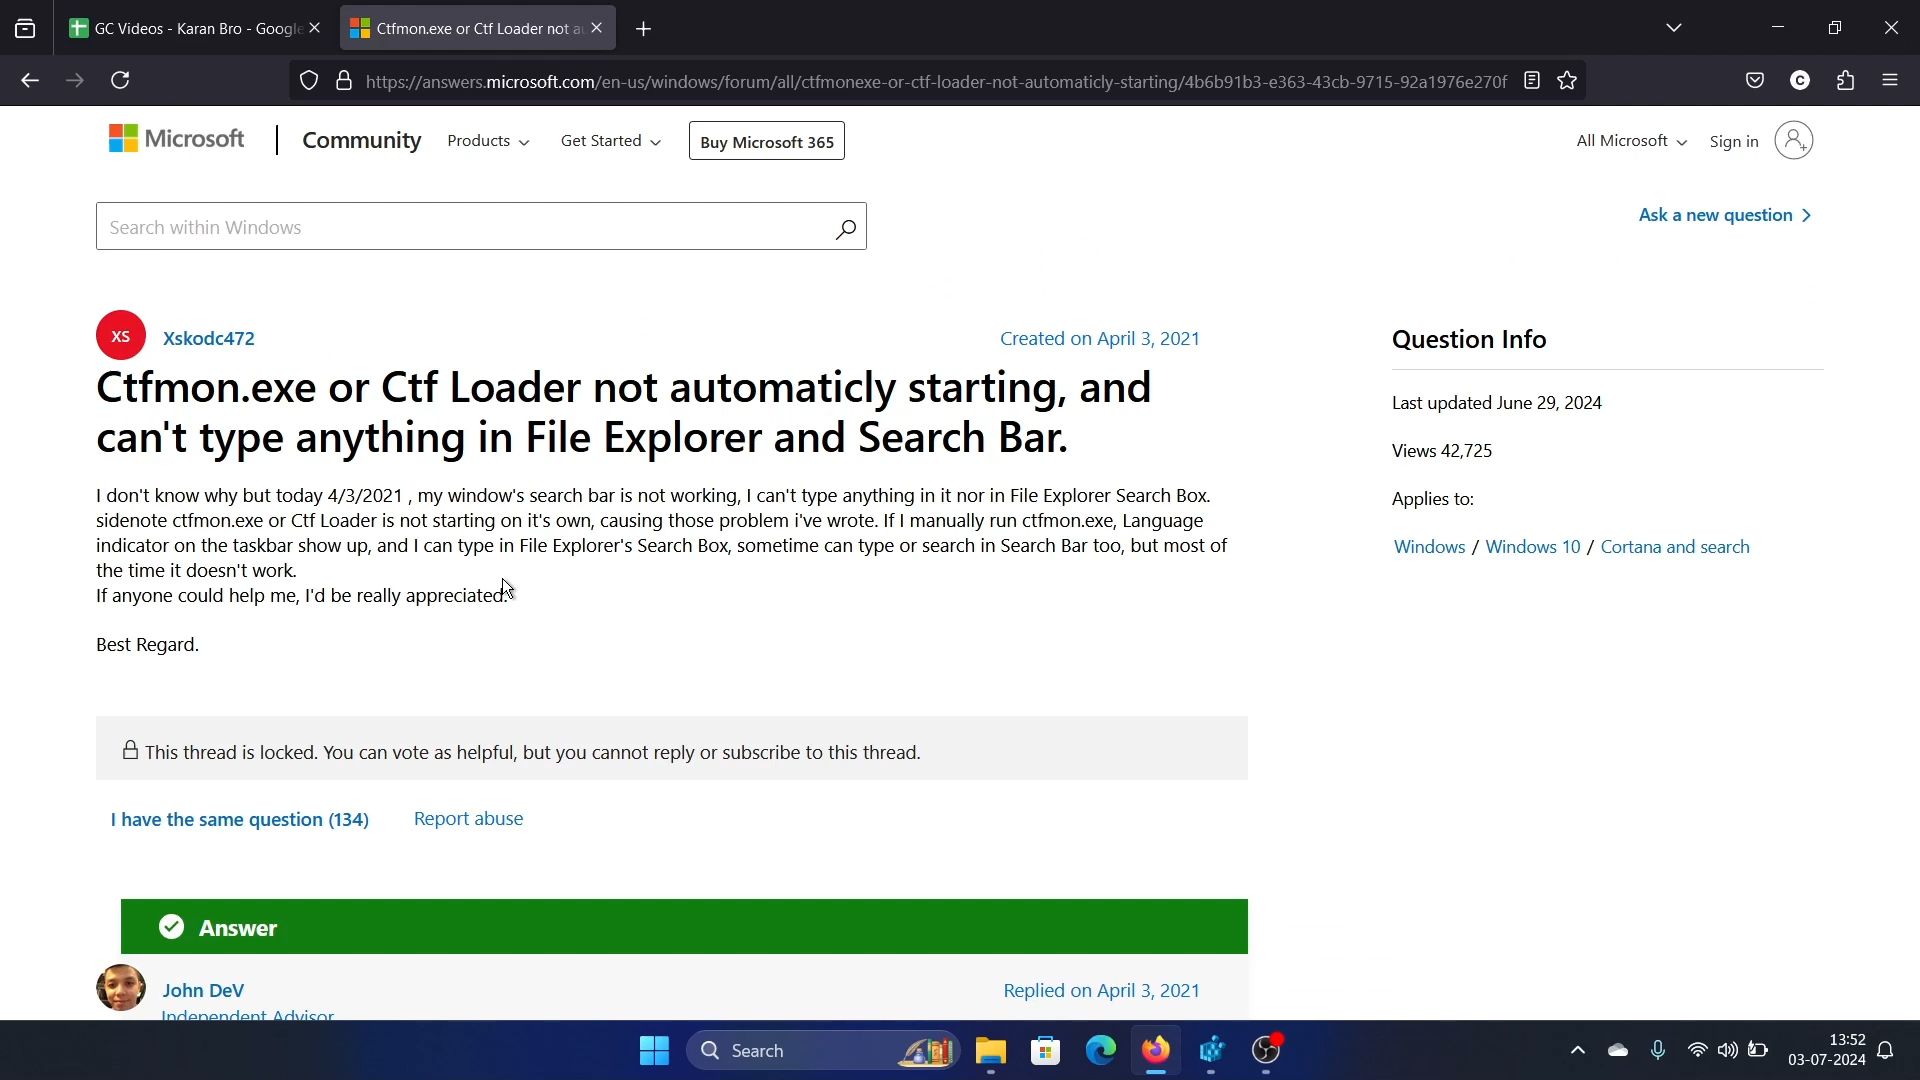 GC Videos - Karan Bro - Google
Ctfmon.exe or Ctf Loader not au
https://answers.microsoft.com/en-us/windows/forum/all/ctfmonexe-or-ctf-loader-not-automaticly-starting/4b6b91b3-e363-43cb-9715-92a1976e270f
C
Microsoft
Community
Products
Get Started
Buy Microsoft 365
All Microsoft
Sign in
Search within Windows
Ask a new question
XS
Xskodc472
Created on April 3, 2021
Ctfmon.exe or Ctf Loader not automaticly starting, and
can't type anything in File Explorer and Search Bar.
I don't know why but today 4/3/2021 , my window's search bar is not working, I can't type anything in it nor in File Explorer Search Box.
sidenote ctfmon.exe or Ctf Loader is not starting on it's own, causing those problem i've wrote. If I manually run ctfmon.exe, Language
indicator on the taskbar show up, and I can type in File Explorer's Search Box, sometime can type or search in Search Bar too, but most of
the time it doesn't work.
If anyone could help me, I'd be really appreciated.
Best Regard.
Question Info
Last updated June 29, 2024
Views 42,725
Applies to:
Windows / Windows 10 / Cortana and search
This thread is locked. You can vote as helpful, but you cannot reply or subscribe to this thread.
I have the same question (134)
Report abuse
Answer
John DeV
Replied on April 3, 2021
Independent Advisor
Search
13:52
03-07-2024